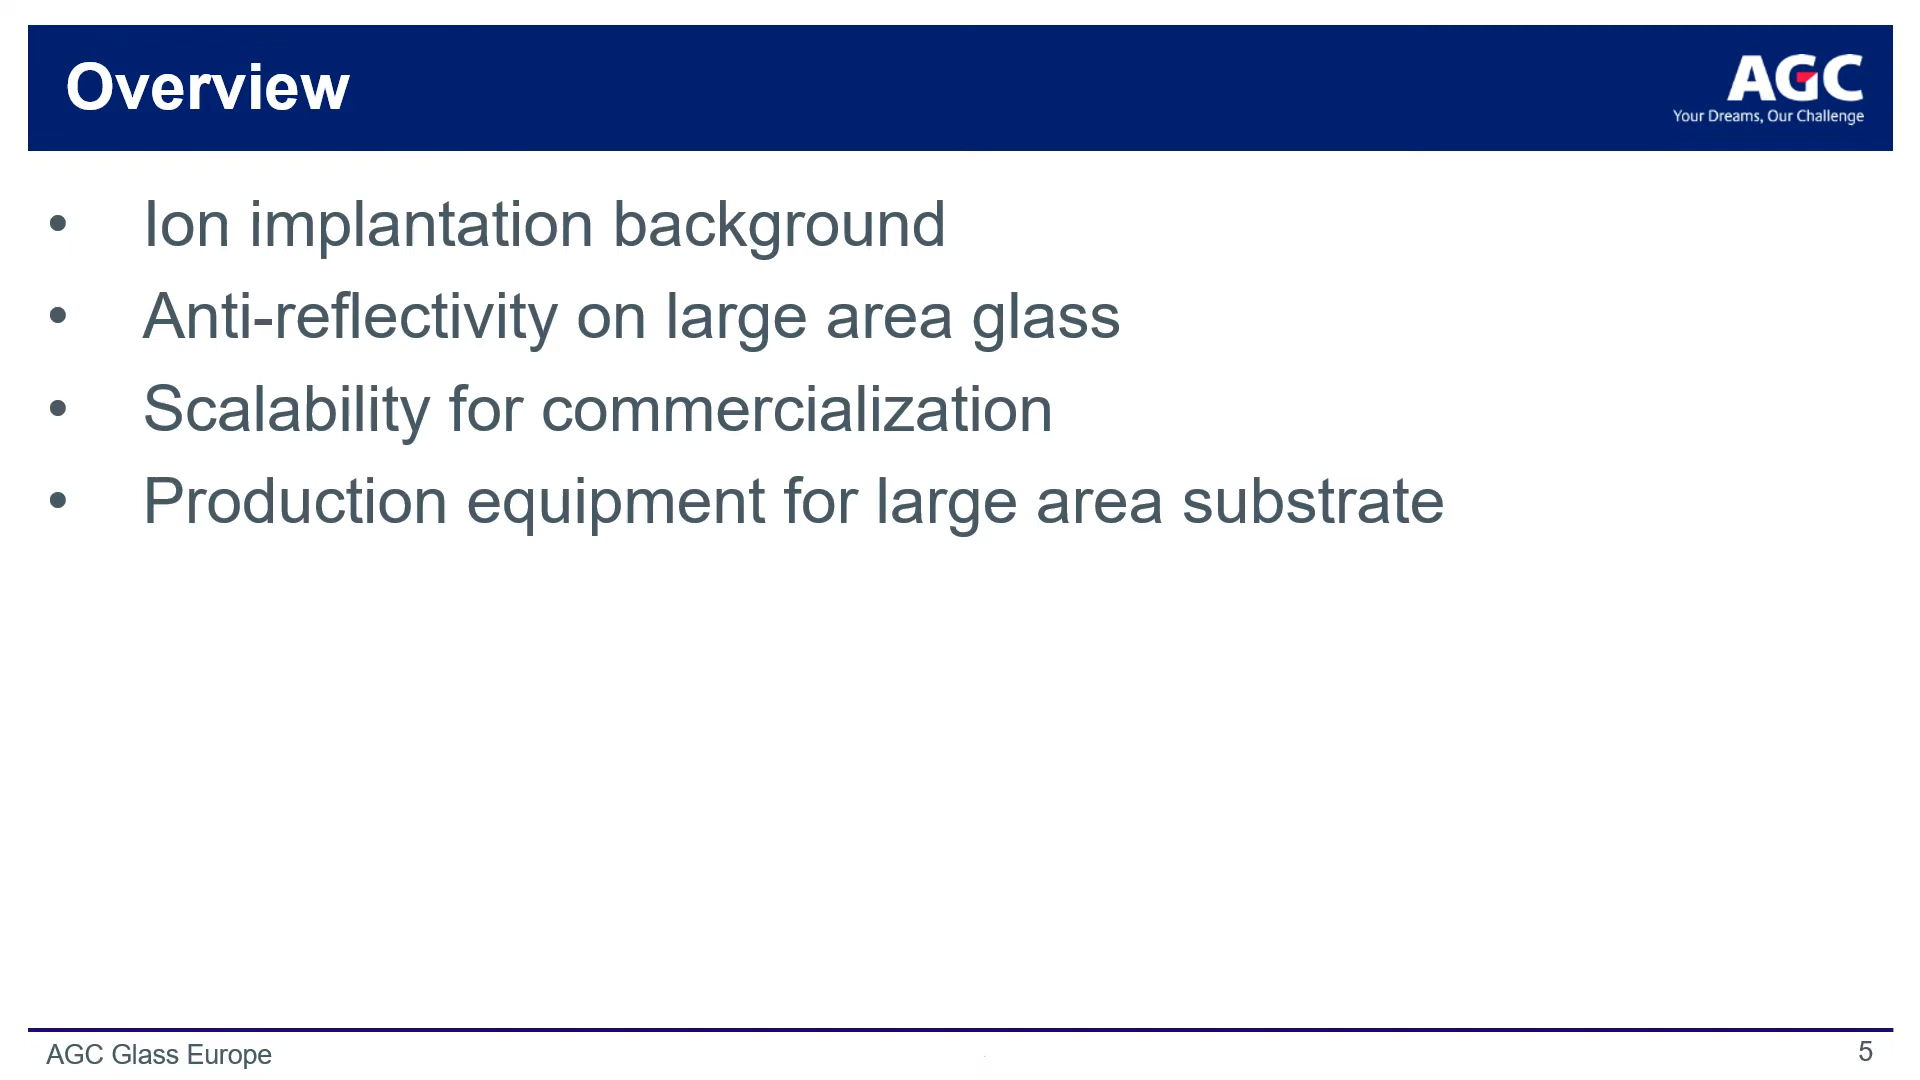 Overview
AGC
Your Dreams, Our Challenge
• Ion implantation background
• Anti-reflectivity on large area glass
• Scalability for commercialization
• Production equipment for large area substrate
AGC Glass Europe
5